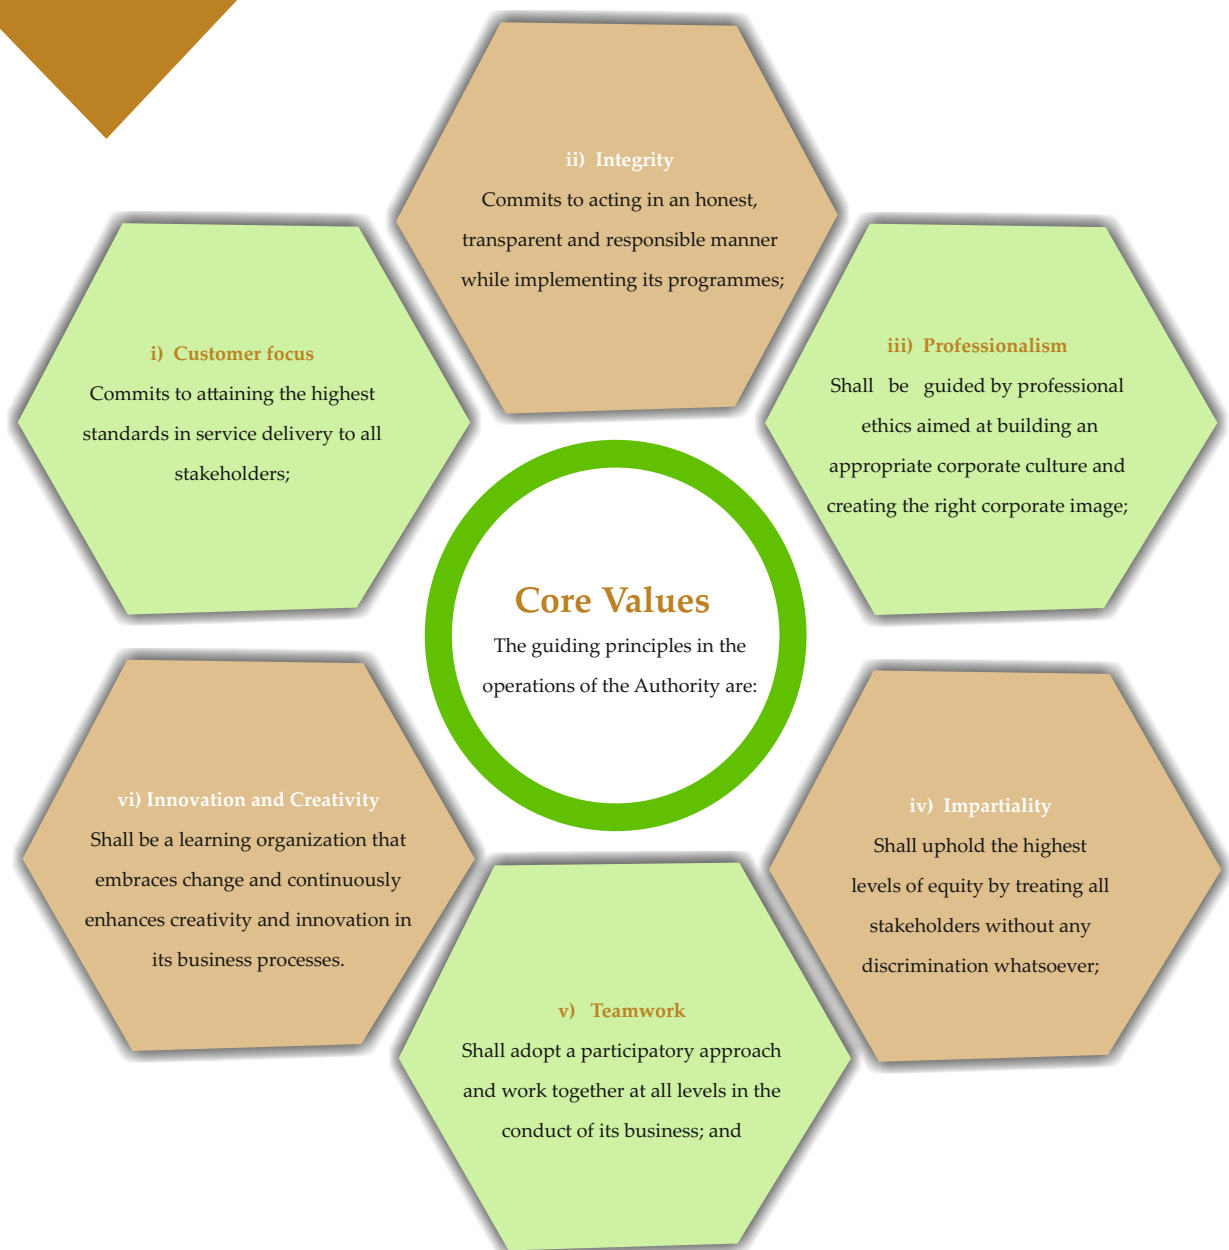 Core Values
The guiding principles in the
operations of the Authority are:
i) Customer focus
Commits to attaining the highest
standards in service delivery to all
stakeholders;
ii) Integrity
Commits to acting in an honest,
transparent and responsible manner
while implementing its programmes;
iii) Professionalism
Shall be guided by professional
ethics aimed at building an
appropriate corporate culture and
creating the right corporate image;
iv) Impartiality
Shall uphold the highest
levels of equity by treating all
stakeholders without any
discrimination whatsoever;
v) Teamwork
Shall adopt a participatory approach
and work together at all levels in the
conduct of its business; and
vi) Innovation and Creativity
Shall be a learning organization that
embraces change and continuously
enhances creativity and innovation in
its business processes.